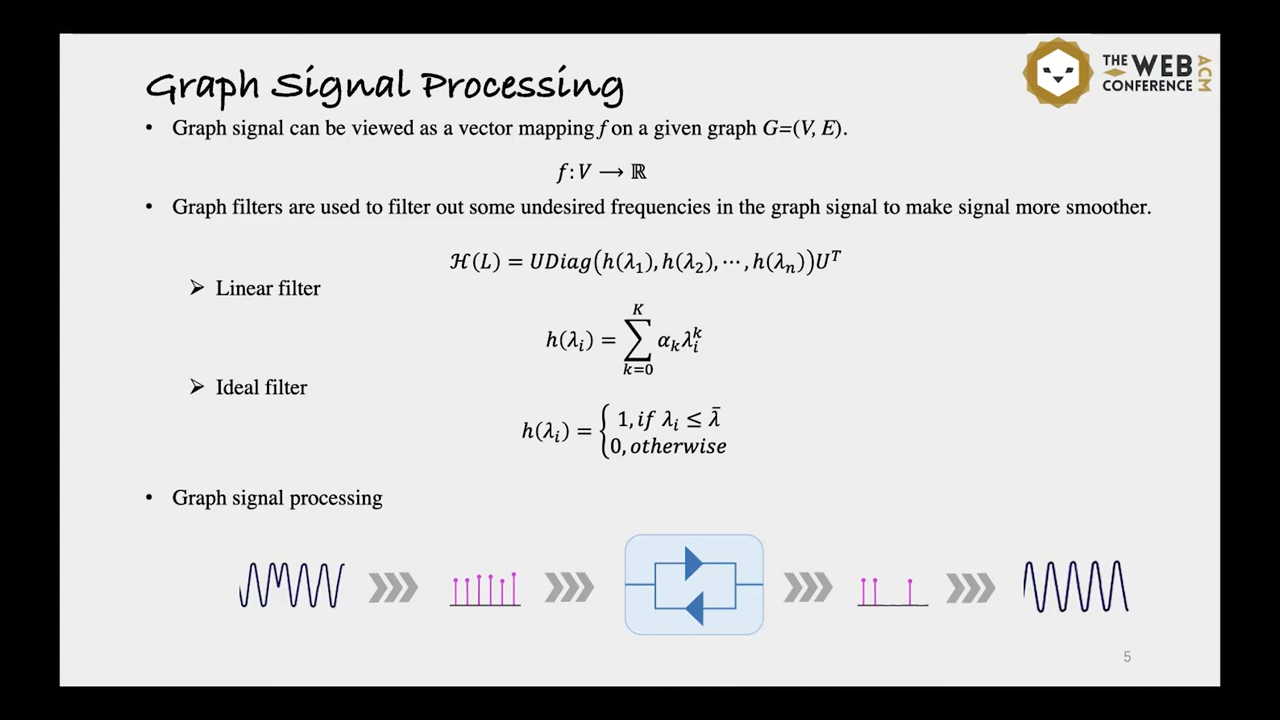 Graph Signal Processing
THE WEB CONFERENCE ACM
• Graph signal can be viewed as a vector mapping f on a given graph G=(V, E).
f: V ⟶ ℝ
• Graph filters are used to filter out some undesired frequencies in the graph signal to make signal more smoother.
ℋ(L) = UDiag(h(λ₁), h(λ₂), ⋯, h(λₙ))Uᵀ
➢ Linear filter
h(λᵢ) = ∑_{k=0}^{K} α_k λ_i^k
➢ Ideal filter
h(λᵢ) = { 1, if λᵢ ≤ λ̄
0, otherwise
• Graph signal processing
5